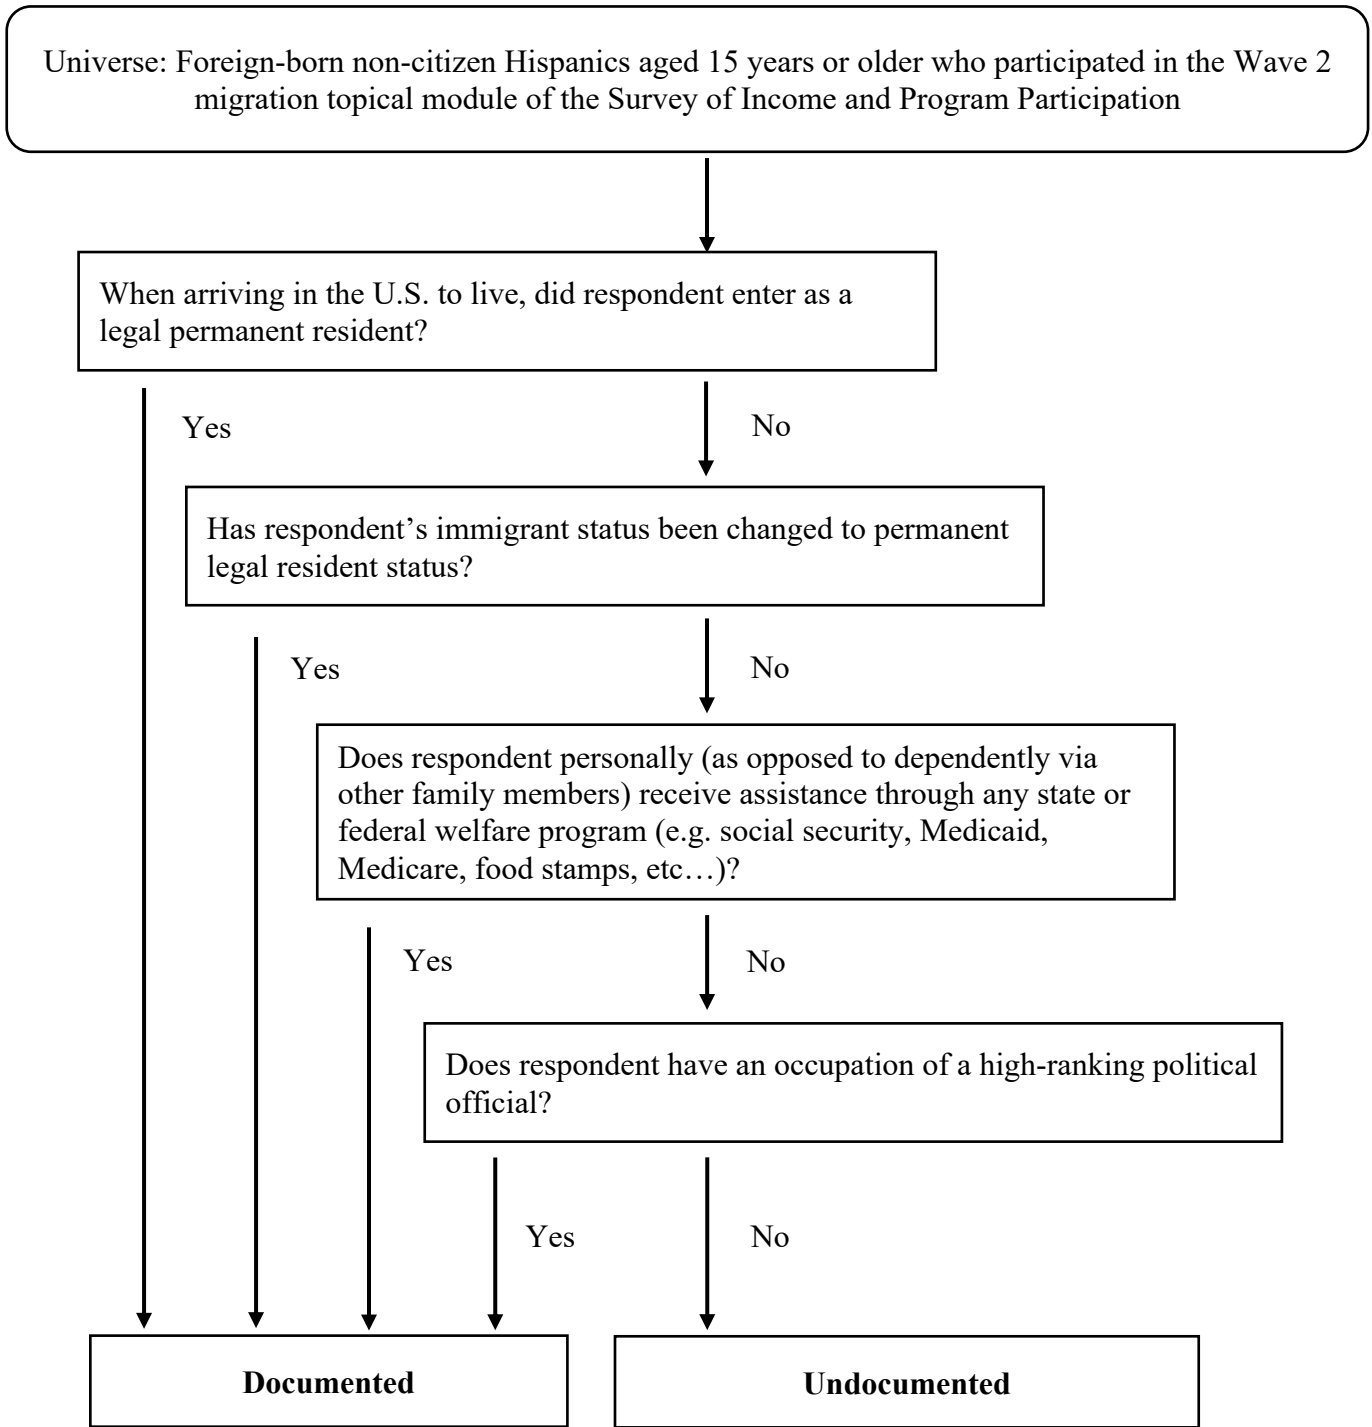 Universe: Foreign-born non-citizen Hispanics aged 15 years or older who participated in the Wave 2
migration topical module of the Survey of Income and Program Participation
When arriving in the U.S. to live, did respondent enter as a
legal permanent resident?
Yes
No
Has respondent’s immigrant status been changed to permanent
legal resident status?
Yes
No
Does respondent personally (as opposed to dependently via
other family members) receive assistance through any state or
federal welfare program (e.g. social security, Medicaid,
Medicare, food stamps, etc…)?
Yes
No
Does respondent have an occupation of a high-ranking political
official?
Yes
No
Documented
Undocumented